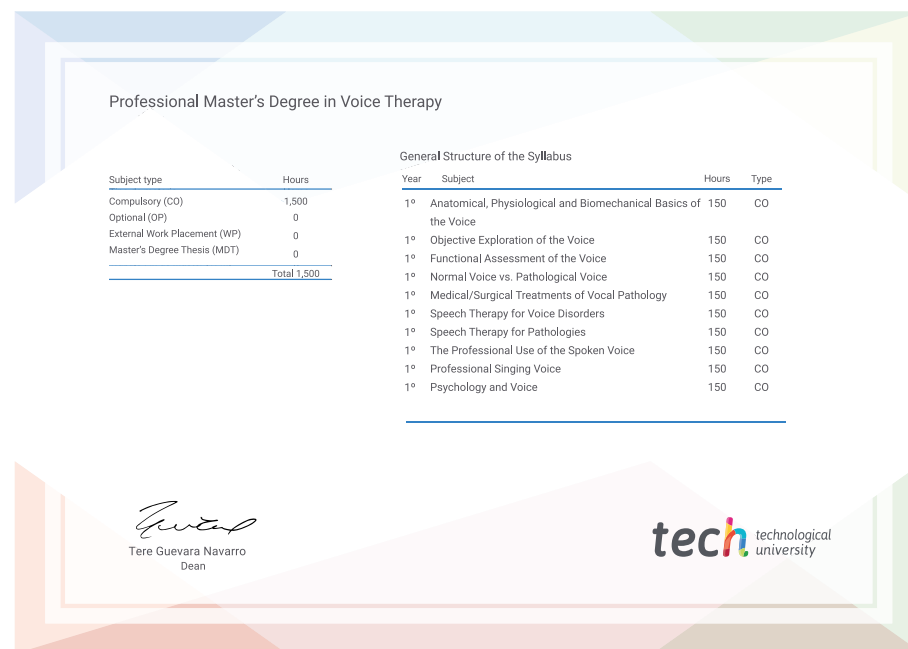 Professional Master's Degree in Voice Therapy
General Structure of the Syllabus
Subject type Hours
Compulsory (CO) 1,500
Optional (OP) 0
External Work Placement (WP) 0
Master's Degree Thesis (MDT) 0
Total 1,500
Year Subject Hours Type
1º Anatomical, Physiological and Biomechanical Basics of 150 CO
the Voice
1º Objective Exploration of the Voice 150 CO
1º Functional Assessment of the Voice 150 CO
1º Normal Voice vs. Pathological Voice 150 CO
1º Medical/Surgical Treatments of Vocal Pathology 150 CO
1º Speech Therapy for Voice Disorders 150 CO
1º Speech Therapy for Pathologies 150 CO
1º The Professional Use of the Spoken Voice 150 CO
1º Professional Singing Voice 150 CO
1º Psychology and Voice 150 CO
Tere Guevara Navarro
Dean
tech technological
university